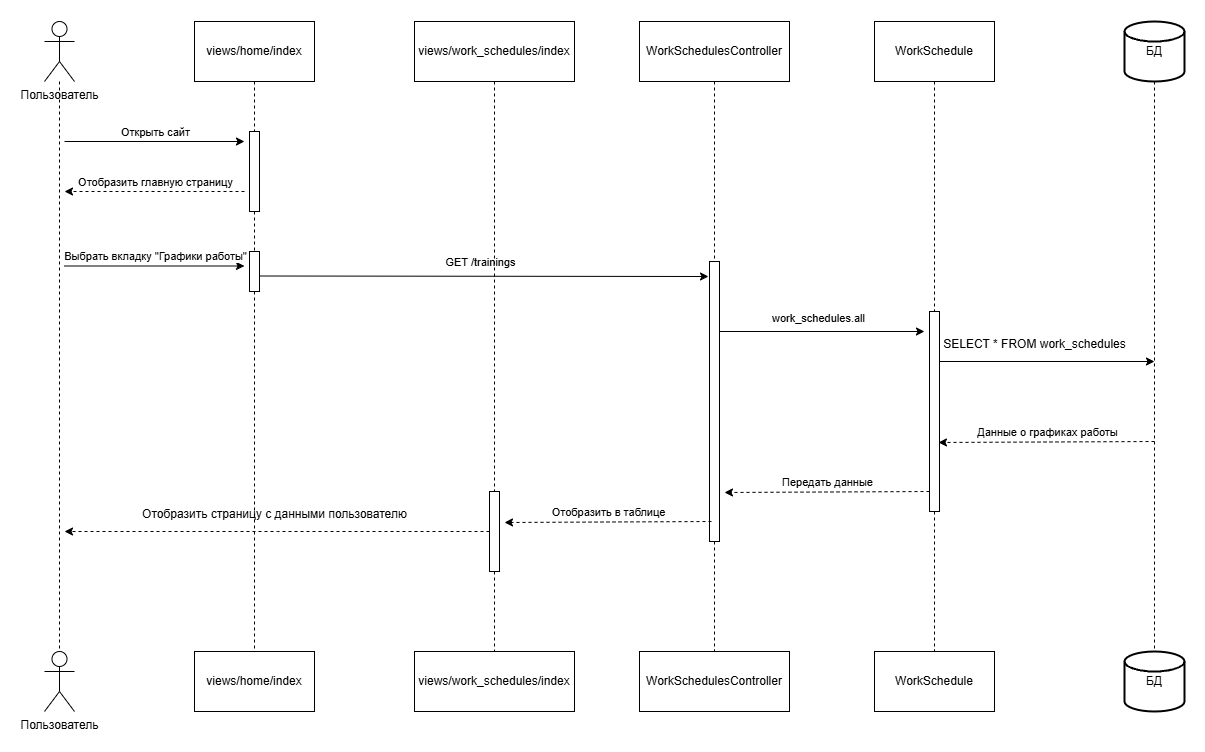 views/home/index
views/work_schedules/index
WorkSchedulesController
WorkSchedule
БД
Пользователь
Открыть сайт
Отобразить главную страницу
Выбрать вкладку "Графики работы"
GET /trainings
work_schedules.all
SELECT * FROM work_schedules
Данные о графиках работы
Передать данные
Отобразить в таблице
Отобразить страницу с данными пользователю
views/home/index
views/work_schedules/index
WorkSchedulesController
WorkSchedule
БД
Пользователь